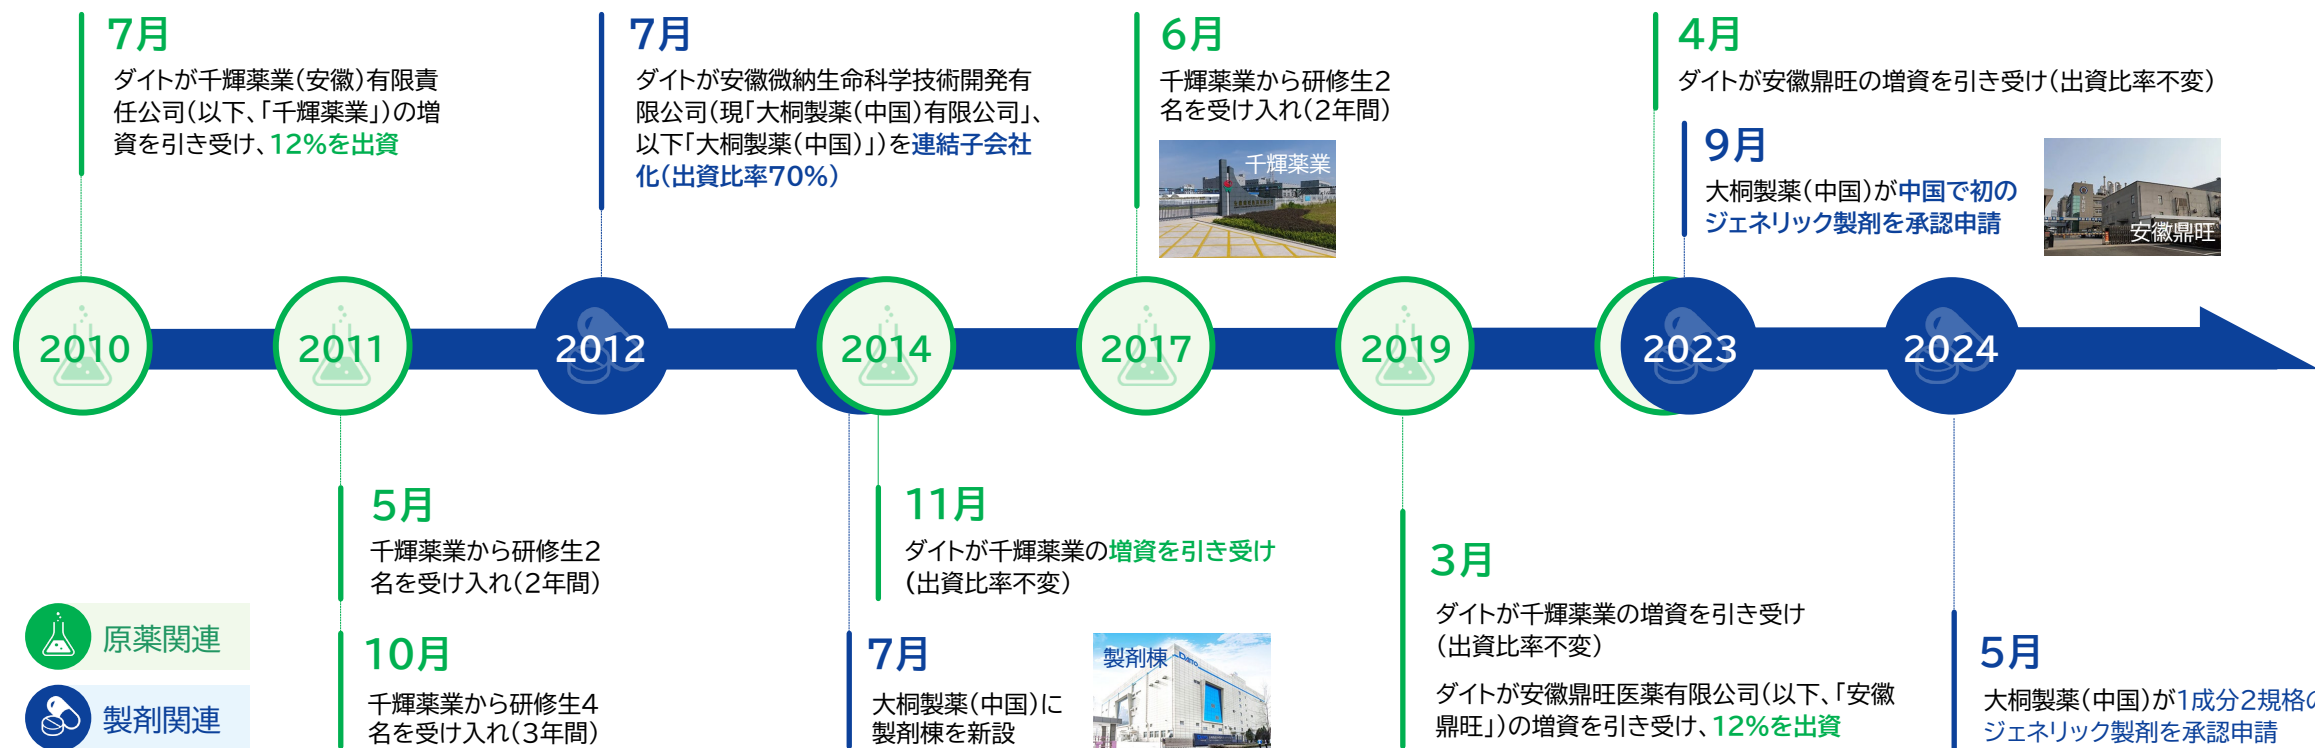 7月
ダイトが千輝薬業(安徽)有限責
任公司(以下、「千輝薬業」)の増
資を引き受け、12%を出資
7月
ダイトが安徽微納生命科学技術開発有
限公司(現「大桐製薬(中国)有限公司」、
以下「大桐製薬(中国)」)を連結子会社
化(出資比率70%)
6月
千輝薬業から研修生2
名を受け入れ(2年間)
千輝薬業
4月
ダイトが安徽鼎旺の増資を引き受け(出資比率不変)
9月
大桐製薬(中国)が中国で初の
ジェネリック製剤を承認申請
安徽鼎旺
2010
2011
2012
2014
2017
2019
2023
2024
5月
千輝薬業から研修生2
名を受け入れ(2年間)
10月
千輝薬業から研修生4
名を受け入れ(3年間)
11月
ダイトが千輝薬業の増資を引き受け
(出資比率不変)
7月
大桐製薬(中国)に
製剤棟を新設
製剤棟
DAITO
3月
ダイトが千輝薬業の増資を引き受け
(出資比率不変)
ダイトが安徽鼎旺医薬有限公司(以下、「安徽
鼎旺」)の増資を引き受け、12%を出資
5月
大桐製薬(中国)が1成分2規格の
ジェネリック製剤を承認申請
原薬関連
製剤関連